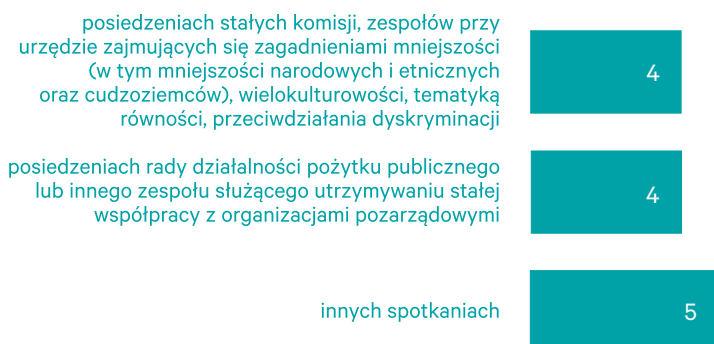 posiedzeniach stałych komisji, zespołów przy
urzędzie zajmujących się zagadnieniami mniejszości
(w tym mniejszości narodowych i etnicznych
oraz cudzoziemców), wielokulturowości, tematyką
równości, przeciwdziałania dyskryminacji
4
posiedzeniach rady działalności pożytku publicznego
lub innego zespołu służącego utrzymywaniu stałej
współpracy z organizacjami pozarządowymi
4
innych spotkaniach
5